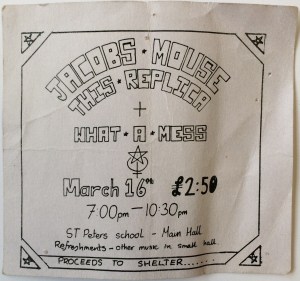 JACOBS • MOUSE
THIS • REPLICA
+
WHAT • A • MESS
March 16th £2:50
7:00pm - 10:30pm
ST Peters school - Main Hall
Refreshments - other music in small hall
PROCEEDS TO SHELTER.......